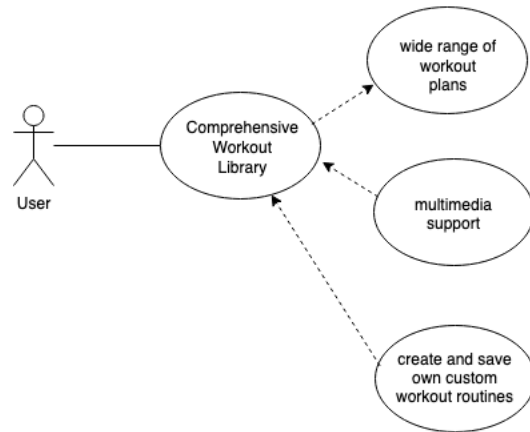 wide range of
workout
plans
Comprehensive
Workout
Library
User
multimedia
support
create and save
own custom
workout routines